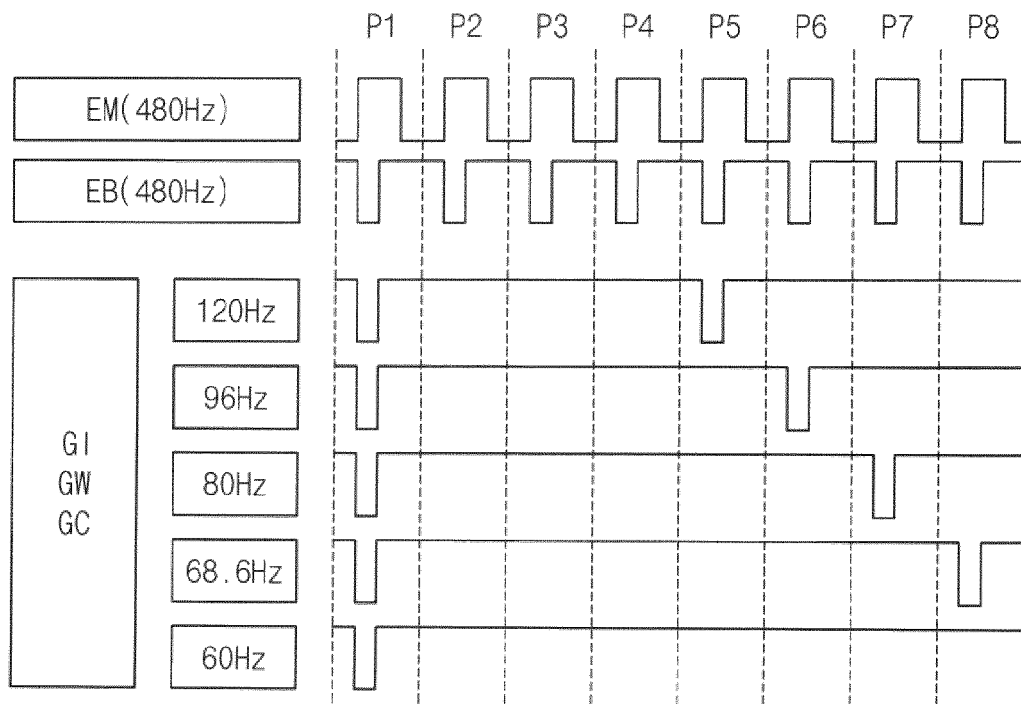 P1 P2 P3 P4 P5 P6 P7 P8
EM(480Hz)
EB(480Hz)
GI
GW
GC
120Hz
96Hz
80Hz
68.6Hz
60Hz